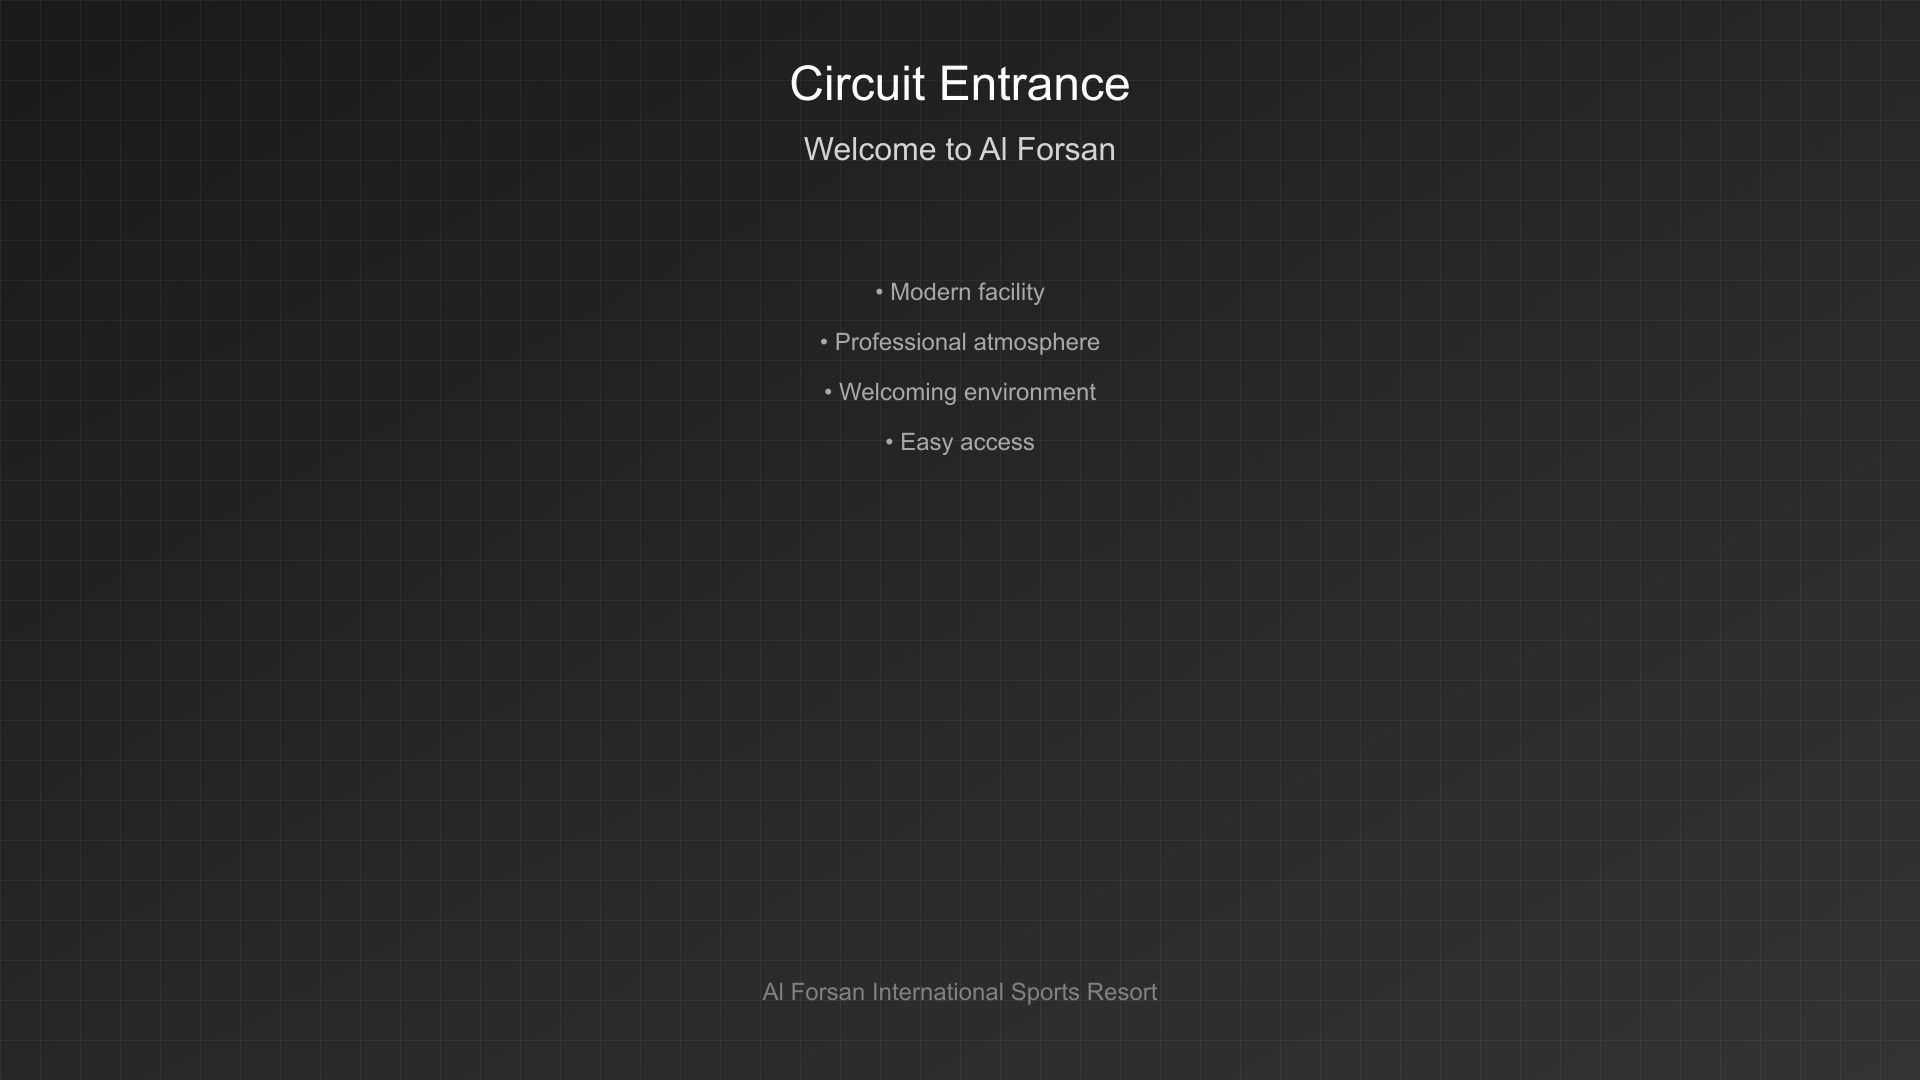 Circuit Entrance
Welcome to Al Forsan
• Modern facility
• Professional atmosphere
• Welcoming environment
• Easy access
Al Forsan International Sports Resort